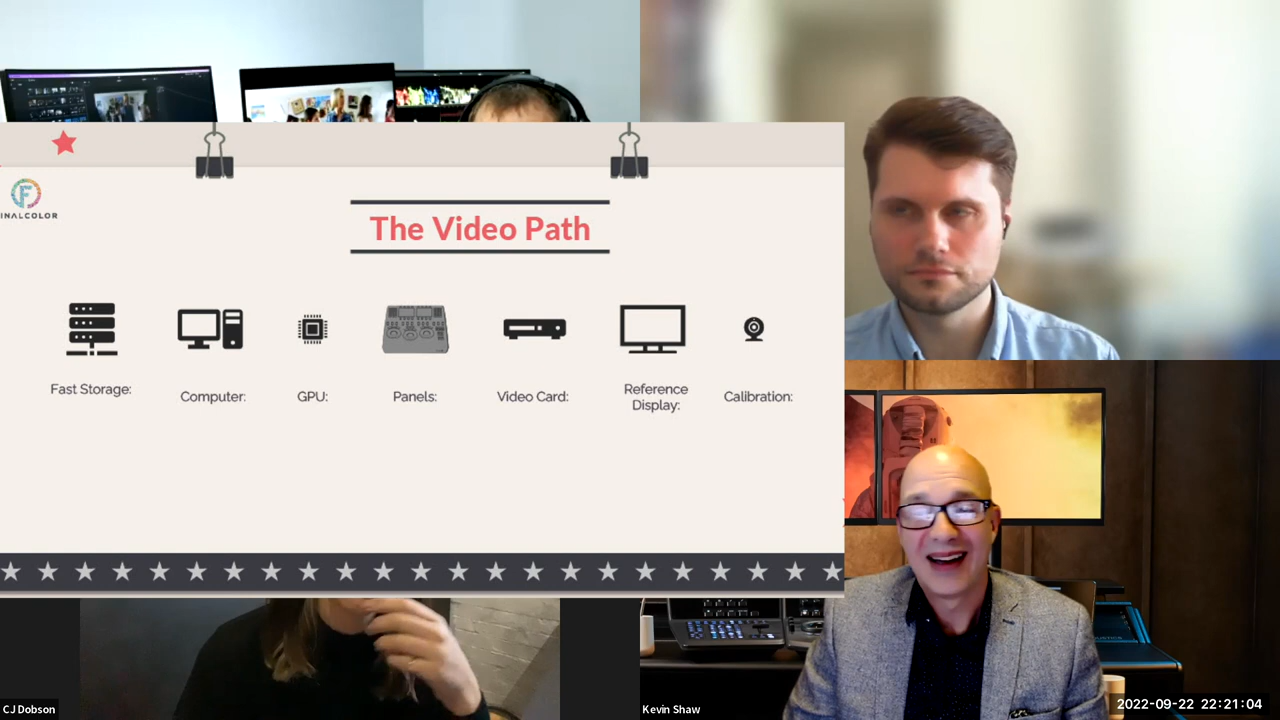 INALCOLOR
The Video Path
Fast Storage:
Computer:
GPU:
Panels:
Video Card:
Reference
Display:
Calibration:
CJ Dobson
Kevin Shaw
2022-09-22 22:21:04